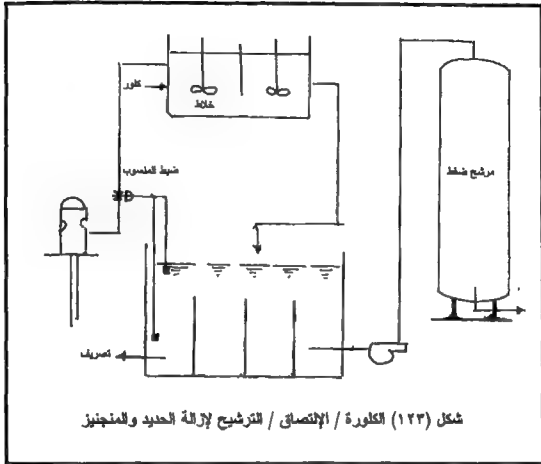 كلور
خلاط
ضبط المنسوب
مرشح ضغط
تصريف
شكل (١٢٣) الكلورة / الإلتصاق / الترشيح لإزالة الحديد والمنجنيز